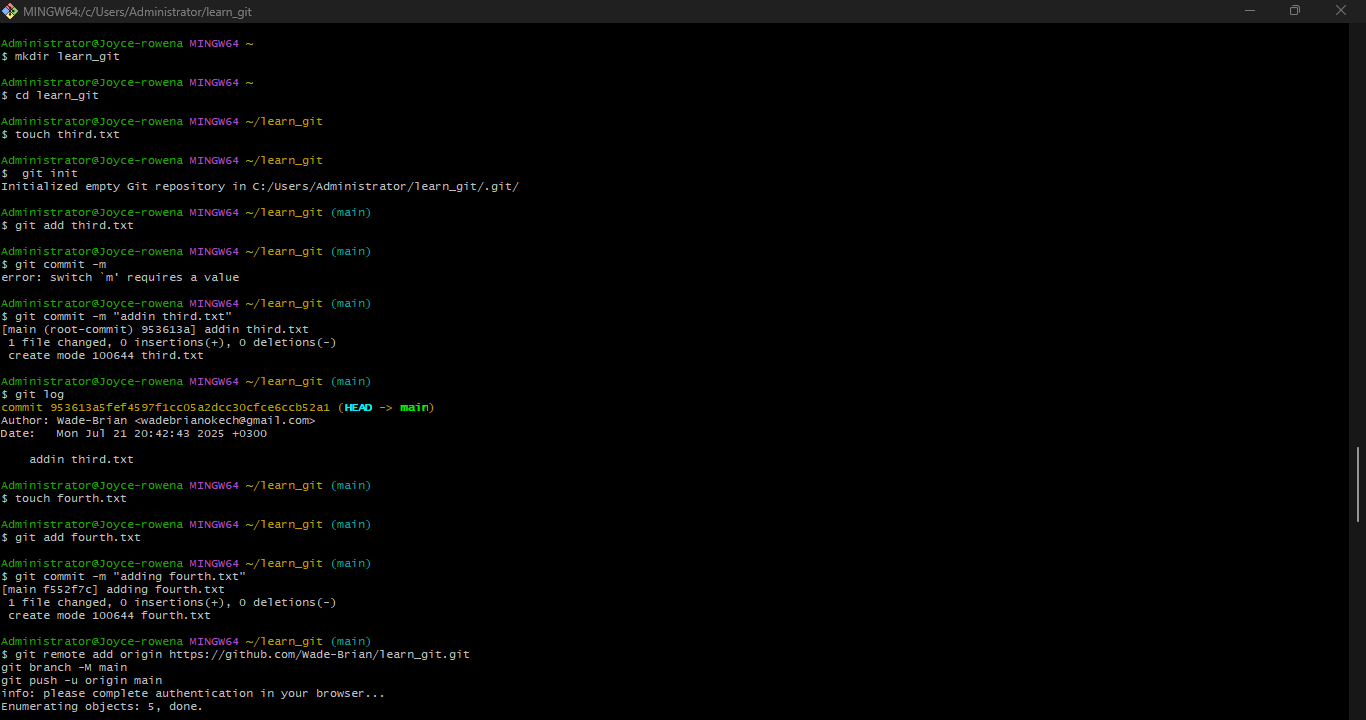 MINGW64:/c/Users/Administrator/learn_git
Administrator@Joyce-rowena MINGW64 ~
$ mkdir learn_git
Administrator@Joyce-rowena MINGW64 ~
$ cd learn_git
Administrator@Joyce-rowena MINGW64 ~/learn_git
$ touch third.txt
Administrator@Joyce-rowena MINGW64 ~/learn_git
$  git init
Initialized empty Git repository in C:/Users/Administrator/learn_git/.git/
Administrator@Joyce-rowena MINGW64 ~/learn_git (main)
$ git add third.txt
Administrator@Joyce-rowena MINGW64 ~/learn_git (main)
$ git commit -m
error: switch `m' requires a value
Administrator@Joyce-rowena MINGW64 ~/learn_git (main)
$ git commit -m "addin third.txt"
[main (root-commit) 953613a] addin third.txt
 1 file changed, 0 insertions(+), 0 deletions(-)
 create mode 100644 third.txt
Administrator@Joyce-rowena MINGW64 ~/learn_git (main)
$ git log
commit 953613a5fef4597f1cc05a2dcc30cfce6ccb52a1 (HEAD -> main)
Author: Wade-Brian <wadebrianokech@gmail.com>
Date:   Mon Jul 21 20:42:43 2025 +0300
    addin third.txt
Administrator@Joyce-rowena MINGW64 ~/learn_git (main)
$ touch fourth.txt
Administrator@Joyce-rowena MINGW64 ~/learn_git (main)
$ git add fourth.txt
Administrator@Joyce-rowena MINGW64 ~/learn_git (main)
$ git commit -m "adding fourth.txt"
[main f552f7c] adding fourth.txt
 1 file changed, 0 insertions(+), 0 deletions(-)
 create mode 100644 fourth.txt
Administrator@Joyce-rowena MINGW64 ~/learn_git (main)
$ git remote add origin https://github.com/Wade-Brian/learn_git.git
git branch -M main
git push -u origin main
info: please complete authentication in your browser...
Enumerating objects: 5, done.